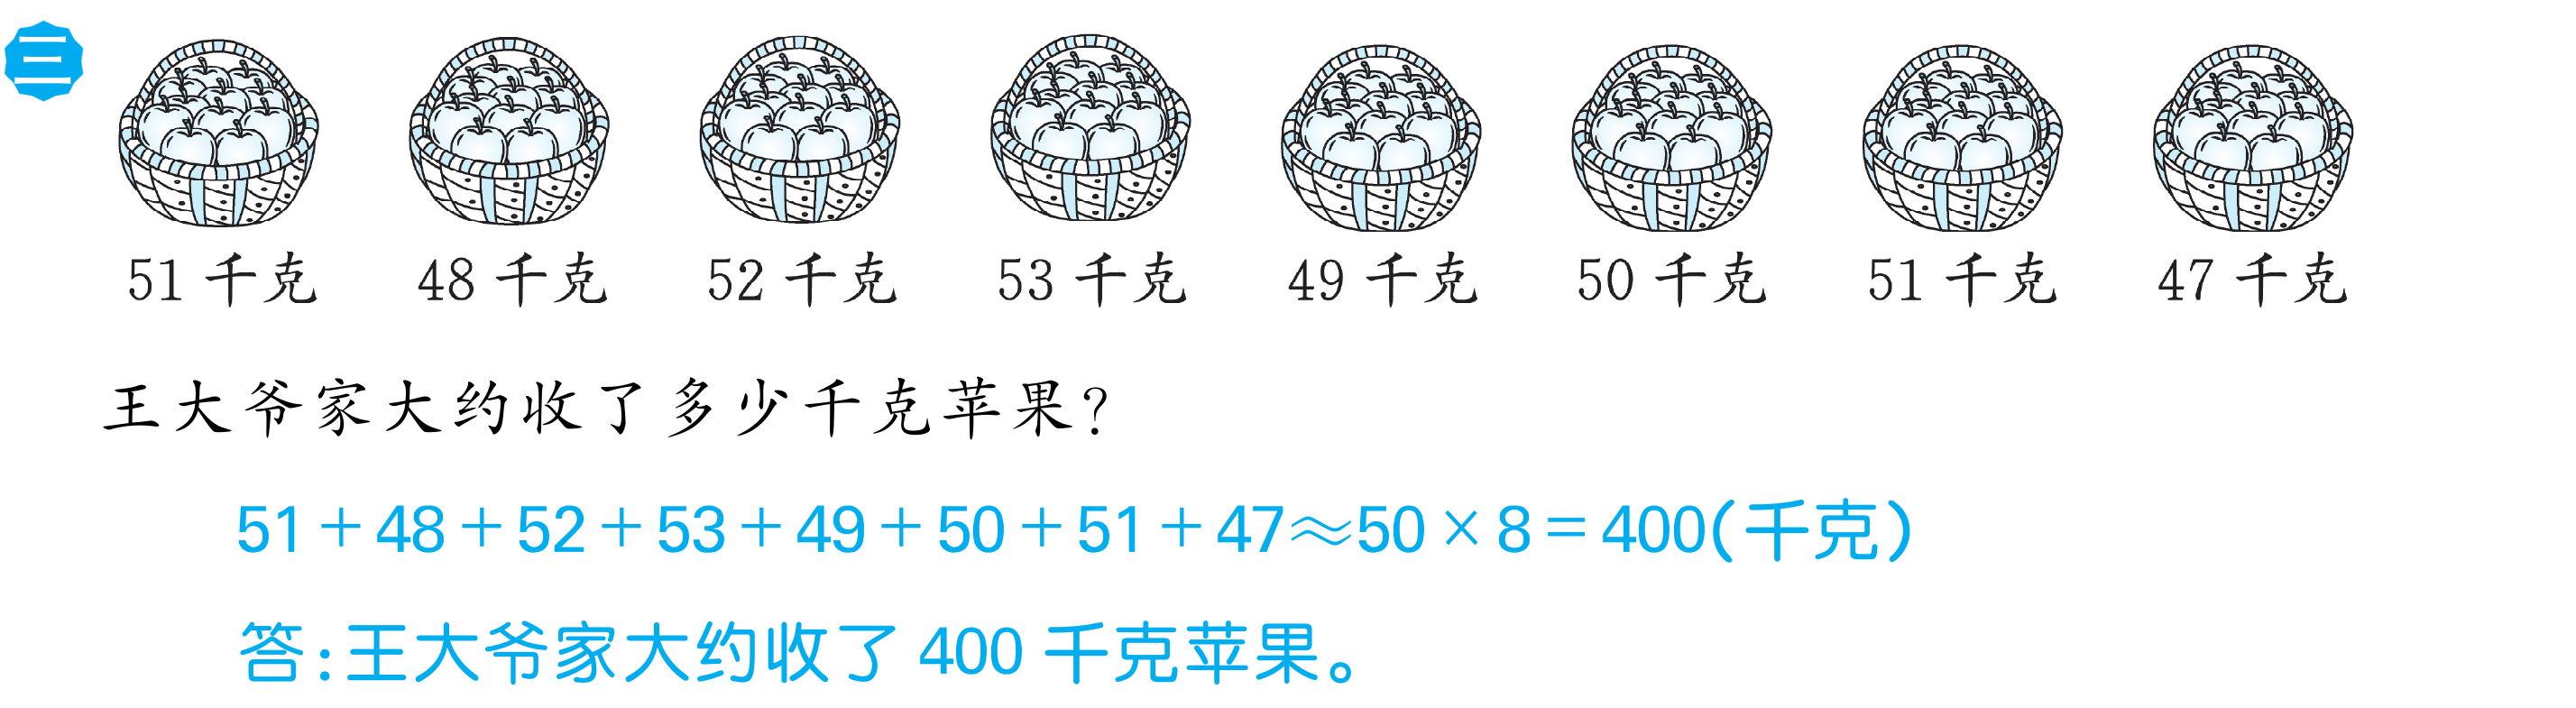 三
51 千克 48 千克 52 千克 53 千克 49 千克 50 千克 51 千克 47 千克
王大爷家大约收了多少千克苹果?
51+48+52+53+49+50+51+47≈50×8=400(千克)
答:王大爷家大约收了 400 千克苹果。